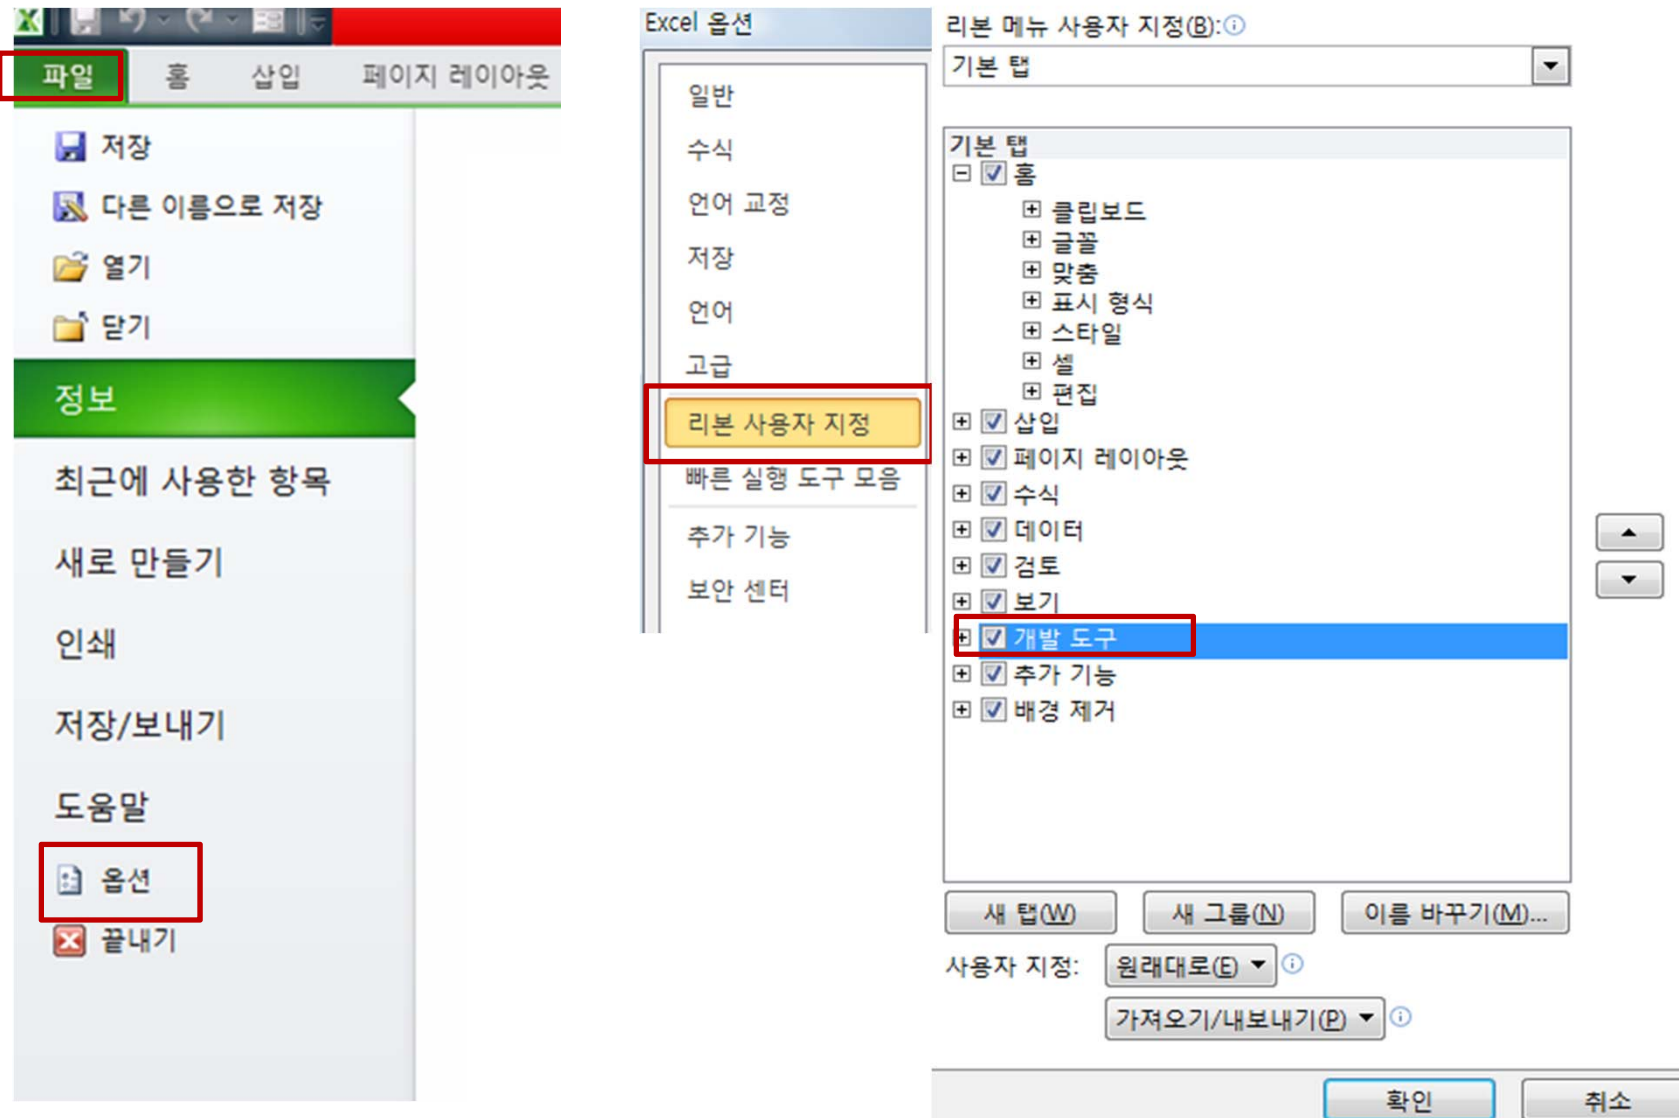 파일 홈 삽입 페이지 레이아웃
저장
다른 이름으로 저장
열기
닫기
정보
최근에 사용한 항목
새로 만들기
인쇄
저장/보내기
도움말
옵션
끝내기
Excel 옵션
일반
수식
언어 교정
저장
언어
고급
리본 사용자 지정
빠른 실행 도구 모음
추가 기능
보안 센터
리본 메뉴 사용자 지정(B):
기본 탭
기본 탭
홈
클립보드
글꼴
맞춤
표시 형식
스타일
셀
편집
삽입
페이지 레이아웃
수식
데이터
검토
보기
개발 도구
추가 기능
배경 제거
새 탭(W) 새 그룹(N) 이름 바꾸기(M)...
사용자 지정: 원래대로(E)
가져오기/내보내기(P)
확인 취소